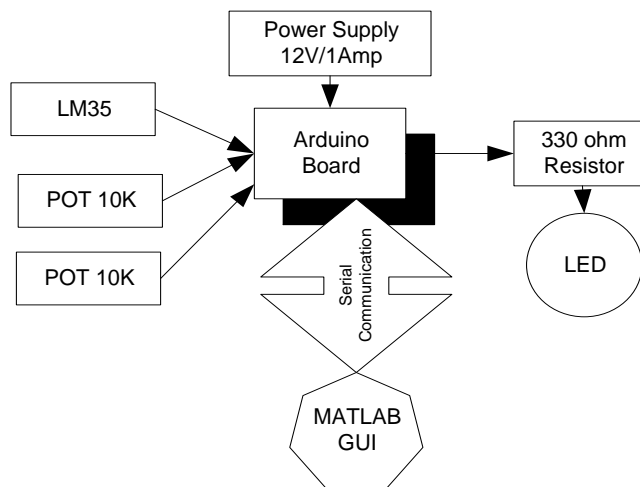 Power Supply
12V/1Amp
LM35
Arduino
Board
330 ohm
Resistor
POT 10K
POT 10K
LED
Serial
Communication
MATLAB
GUI